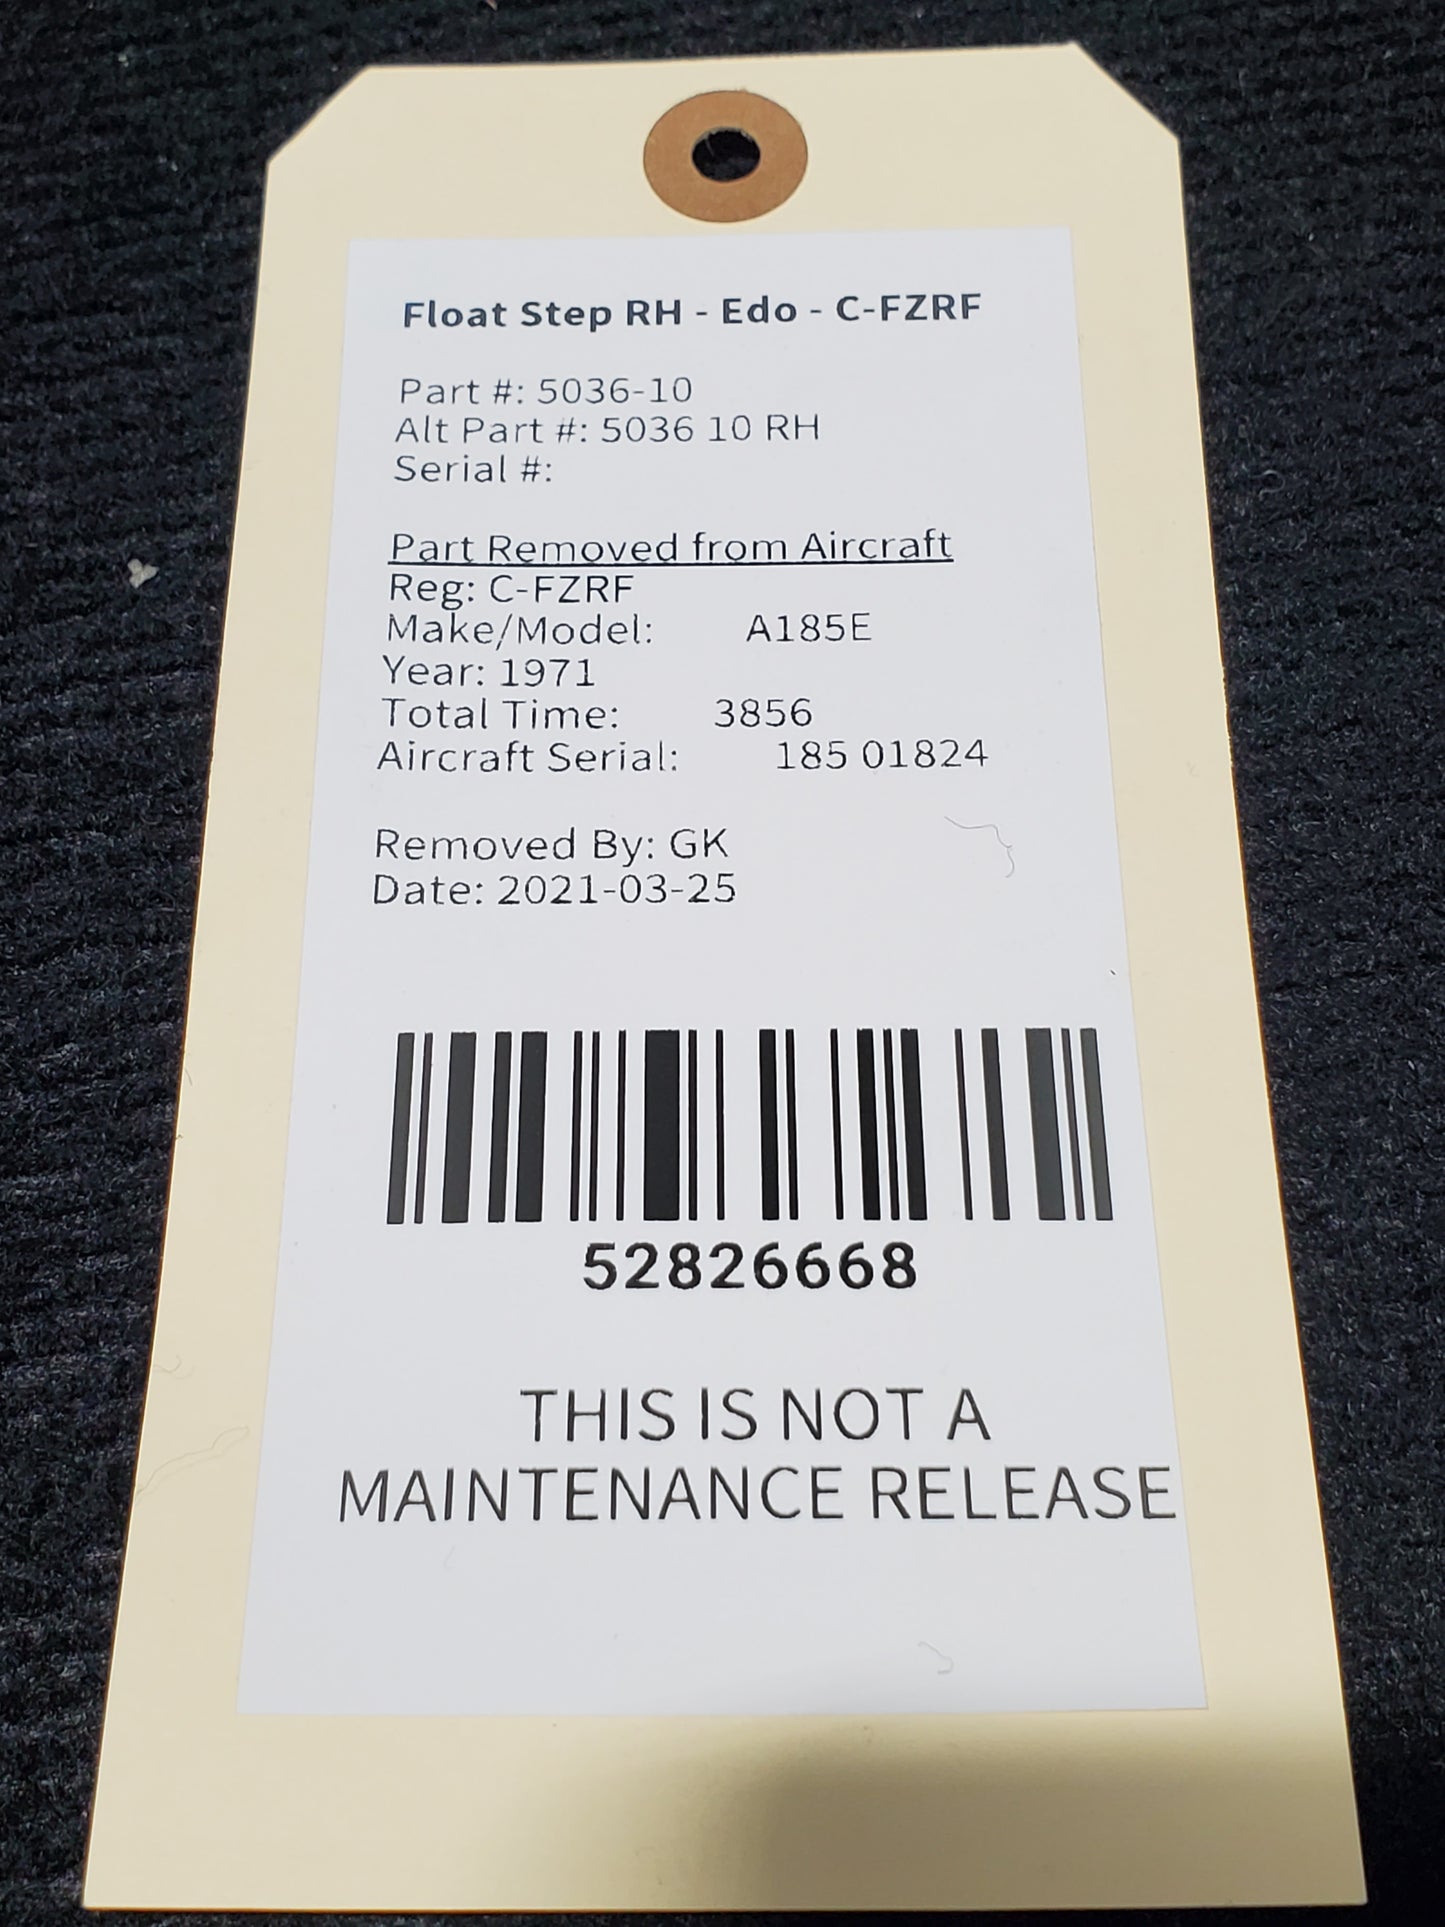 Float Step RH - Edo - C-FZRF
Part #: 5036-10
Alt Part #: 5036 10 RH
Serial #:
Part Removed from Aircraft
Reg: C-FZRF
Make/Model: A185E
Year: 1971
Total Time: 3856
Aircraft Serial: 185 01824
Removed By: GK
Date: 2021-03-25
52826668
THIS IS NOT A
MAINTENANCE RELEASE